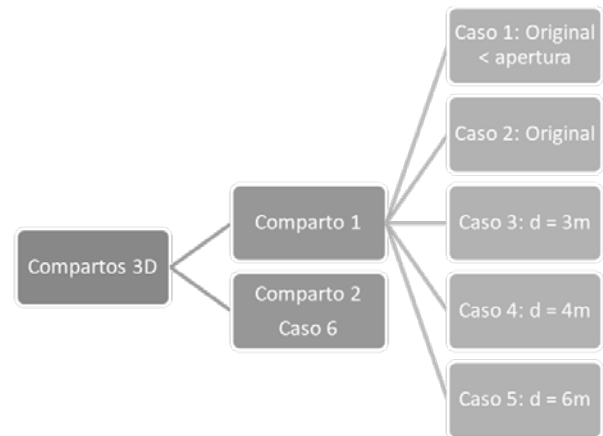 Compartos 3D
Comparto 1
Comparto 2
Caso 6
Caso 1: Original
< apertura
Caso 2: Original
Caso 3: d = 3m
Caso 4: d = 4m
Caso 5: d = 6m